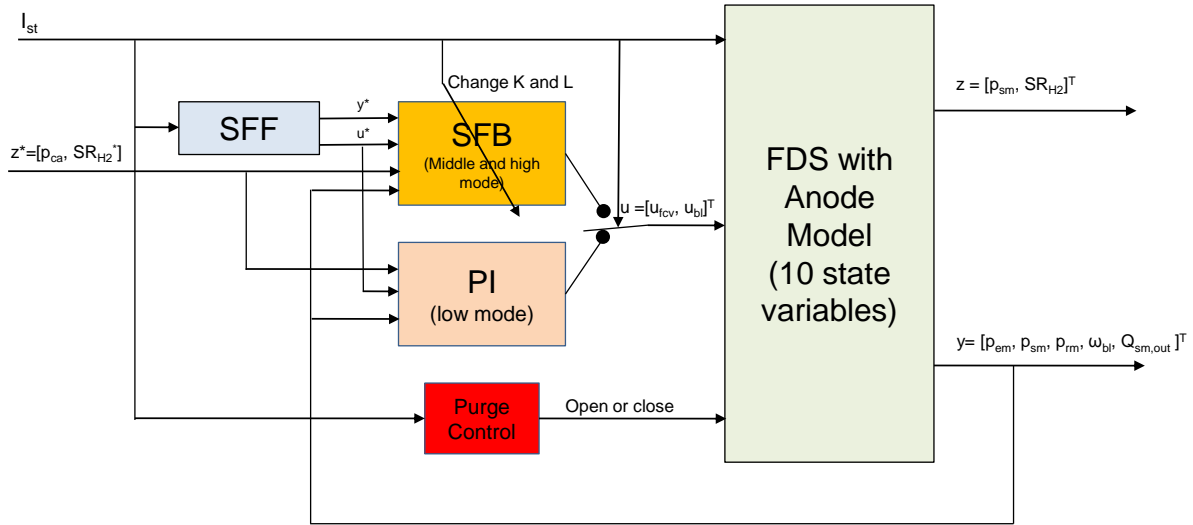 I_st
Change K and L
SFF
y*
u*
z*=[p_ca, SR_H2*]
SFB
(Middle and high
mode)
u =[u_fcv, u_bl]^T
PI
(low mode)
Purge
Control
Open or close
FDS with
Anode
Model
(10 state
variables)
z = [p_sm, SR_H2]^T
y= [p_em, p_sm, p_rm, ω_bl, Q_sm,out ]^T